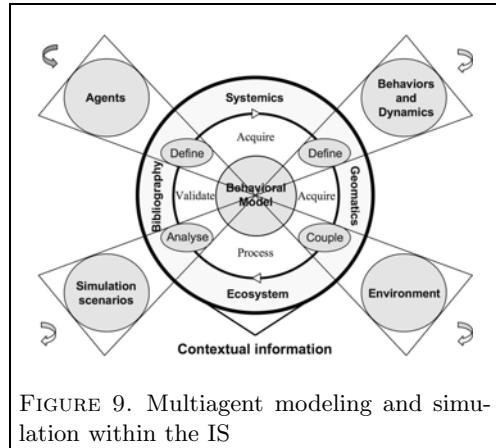 Agents
Behaviors
and
Dynamics
Systemics
Acquire
Define
Define
Bibliography
Validate
Behavioral
Model
Acquire
Geomatics
Analyse
Couple
Process
Simulation
scenarios
Ecosystem
Environment
Contextual information
FIGURE 9. Multiagent modeling and simu-
lation within the IS